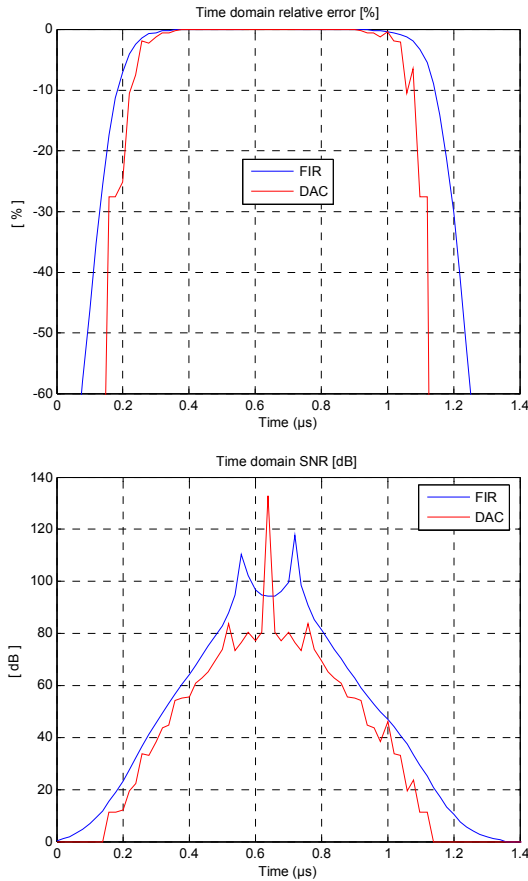 Time domain relative error [%]
0
-10
-20
-30
-40
-50
-60
[ % ]
FIR
DAC
0 0.2 0.4 0.6 0.8 1 1.2 1.4
Time (µs)
Time domain SNR [dB]
140
120
100
80
60
40
20
0
[ dB ]
FIR
DAC
0 0.2 0.4 0.6 0.8 1 1.2 1.4
Time (µs)